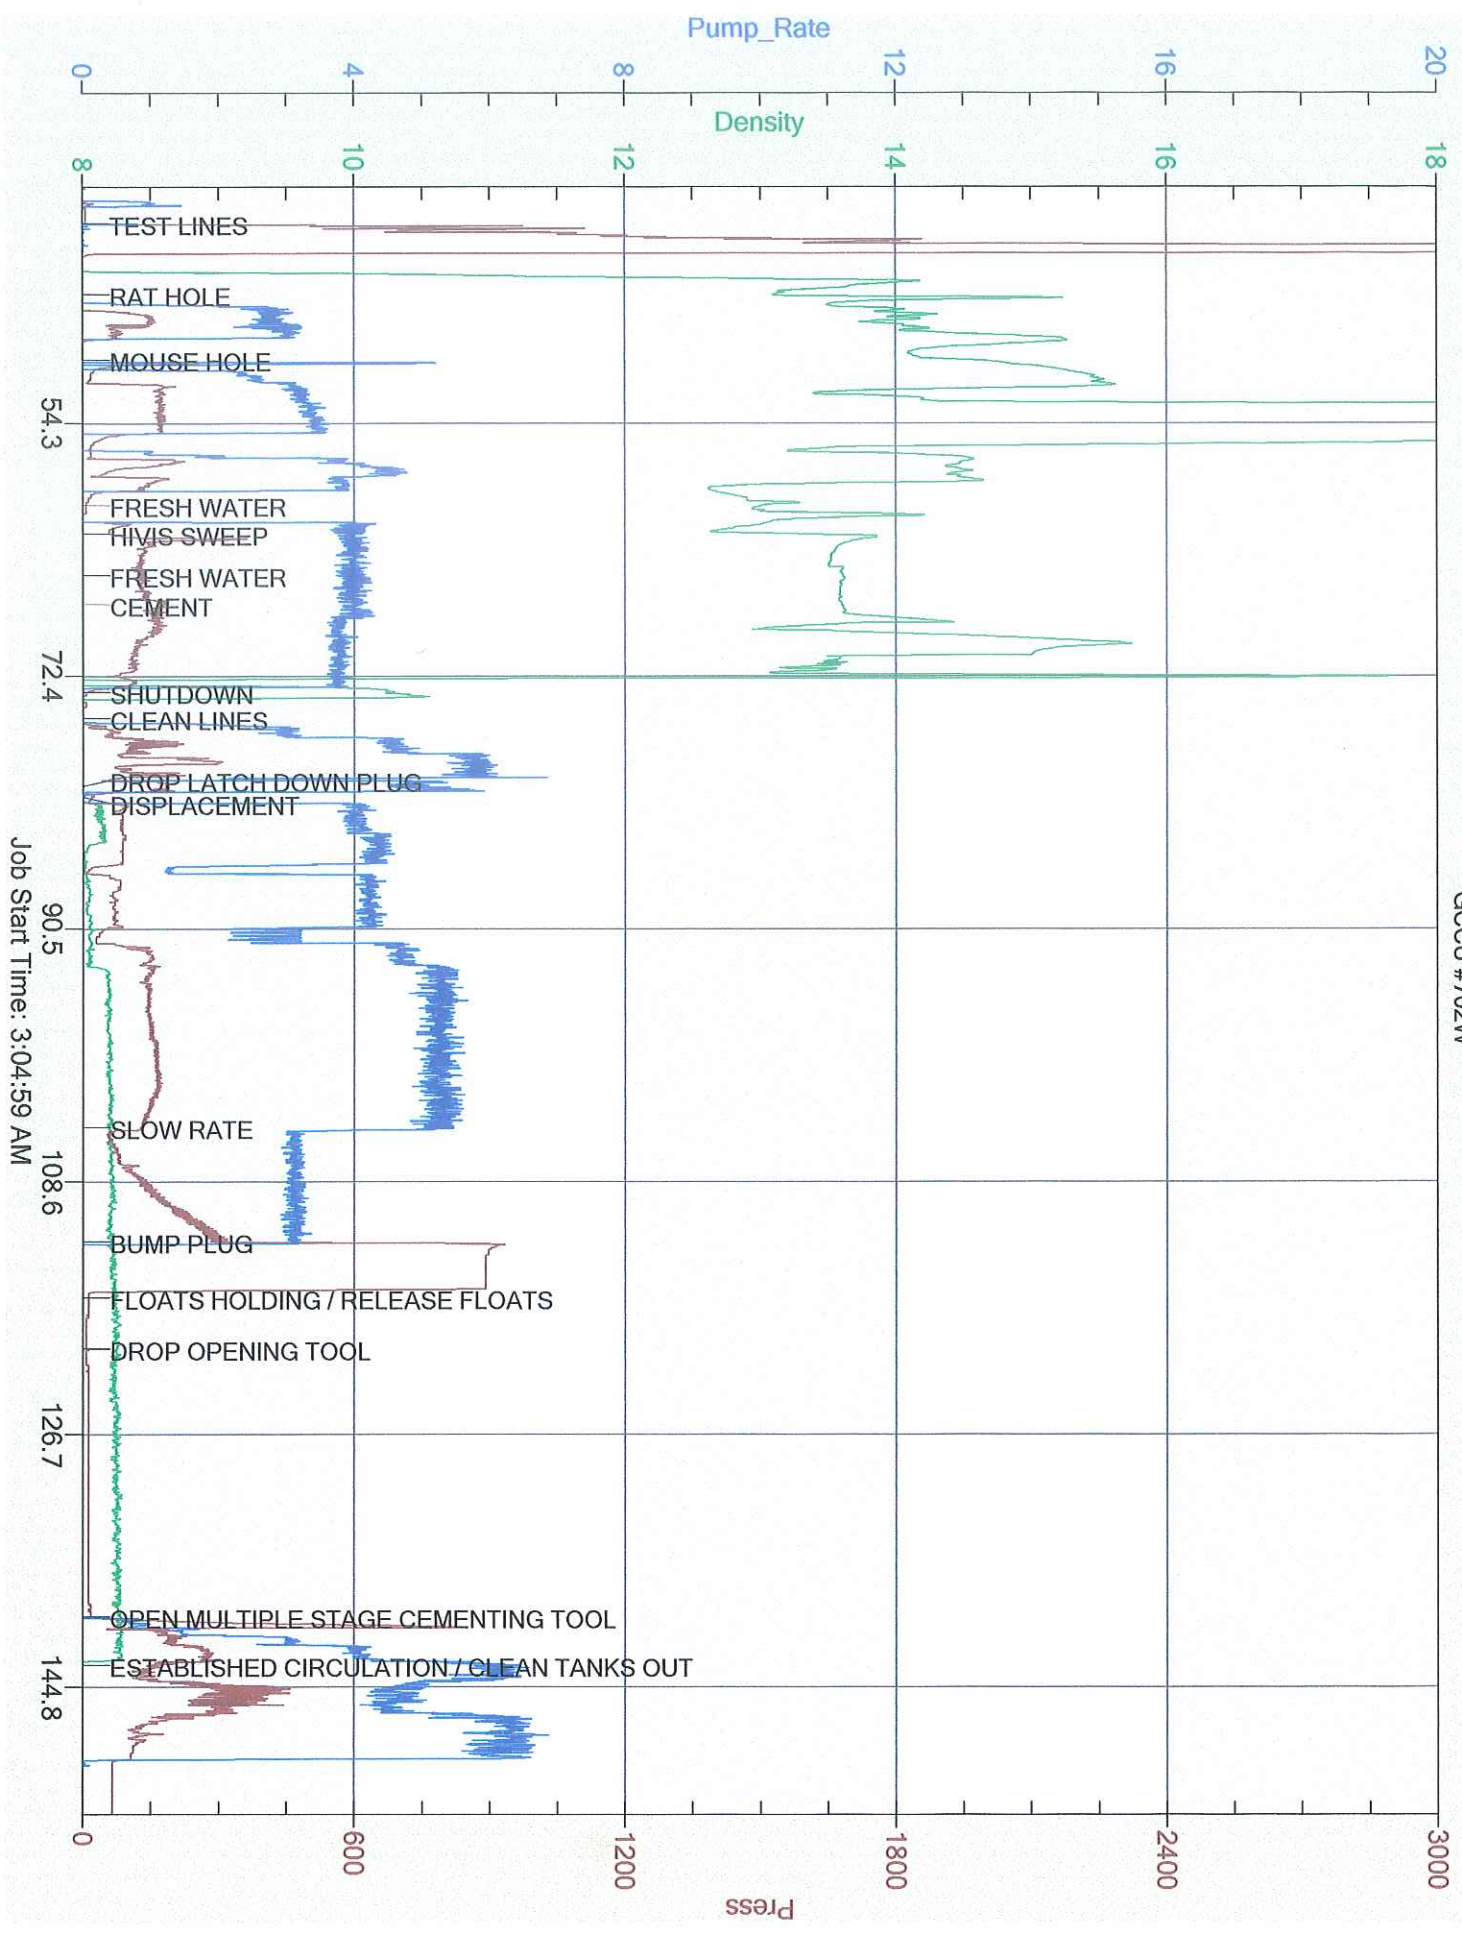 Pump_Rate
0 4 8 12 16 20
Density
8 10 12 14 16 18
TEST LINES
RAT HOLE
MOUSE HOLE
54.3
FRESH WATER
HIVIS SWEEP
FRESH WATER
CEMENT
72.4
SHUTDOWN
CLEAN LINES
DROP LATCH DOWN PLUG
DISPLACEMENT
90.5
SLOW RATE
108.6
BUMP PLUG
FLOATS HOLDING / RELEASE FLOATS
DROP OPENING TOOL
126.7
OPEN MULTIPLE STAGE CEMENTING TOOL
ESTABLISHED CIRCULATION / CLEAN TANKS OUT
144.8
0 600 1200 1800 2400 3000
Press
Job Start Time: 3:04:59 AM